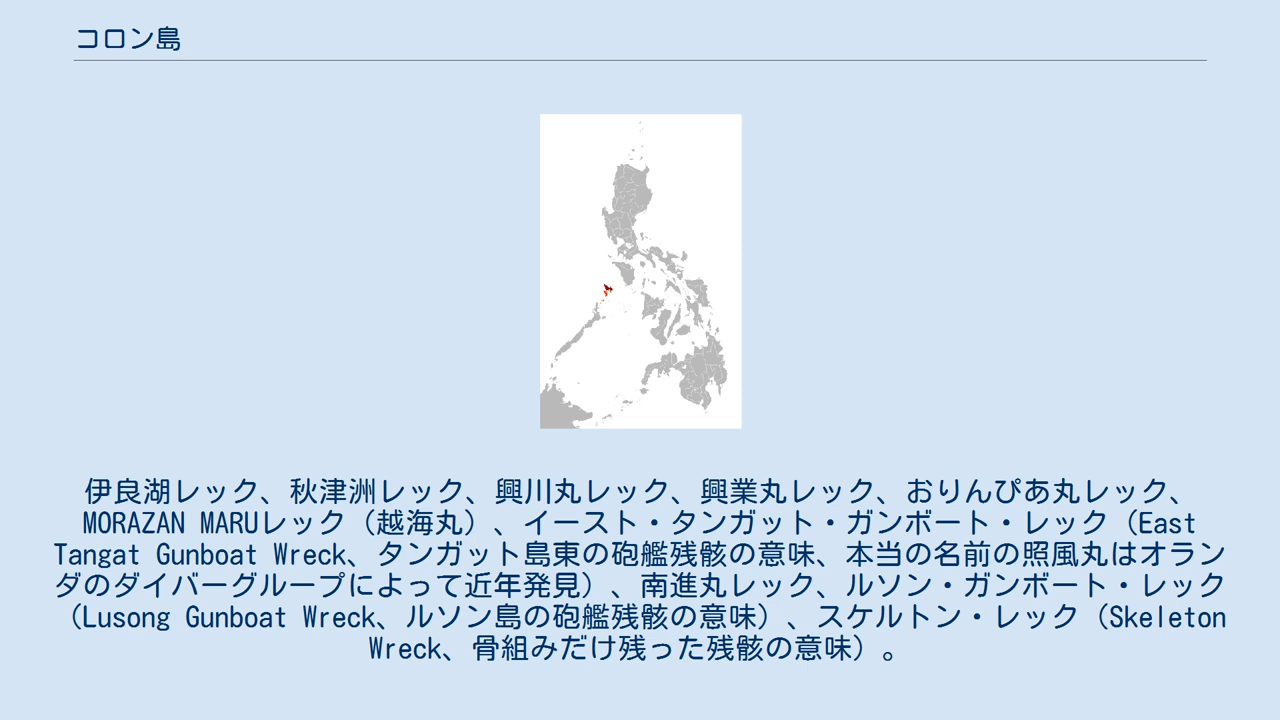 コロン島
伊良湖レック、秋津洲レック、興川丸レック、興業丸レック、おりんぴあ丸レック、
MORAZAN MARUレック（越海丸）、イースト・タンガット・ガンボート・レック（East
Tangat Gunboat Wreck、タンガット島東の砲艦残骸の意味、本当の名前の照風丸はオラン
ダのダイバーグループによって近年発見）、南進丸レック、ルソン・ガンボート・レック
（Lusong Gunboat Wreck、ルソン島の砲艦残骸の意味）、スケルトン・レック（Skeleton
Wreck、骨組みだけ残った残骸の意味）。